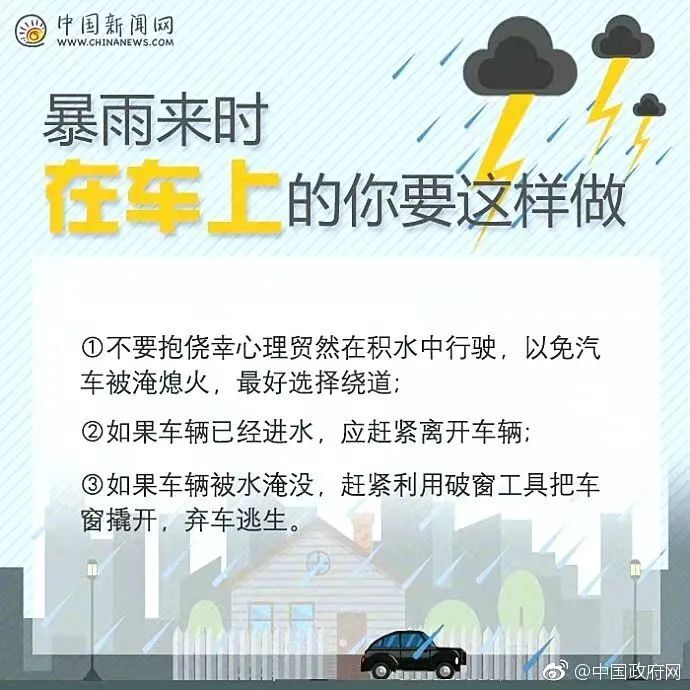 中国新闻网
WWW.CHINANEWS.COM
暴雨来时
在车上的你要这样做
①不要抱侥幸心理贸然在积水中行驶，以免汽
车被淹熄火，最好选择绕道；
②如果车辆已经进水，应赶紧离开车辆；
③如果车辆被水淹没，赶紧利用破窗工具把车
窗撬开，弃车逃生。
@中国政府网